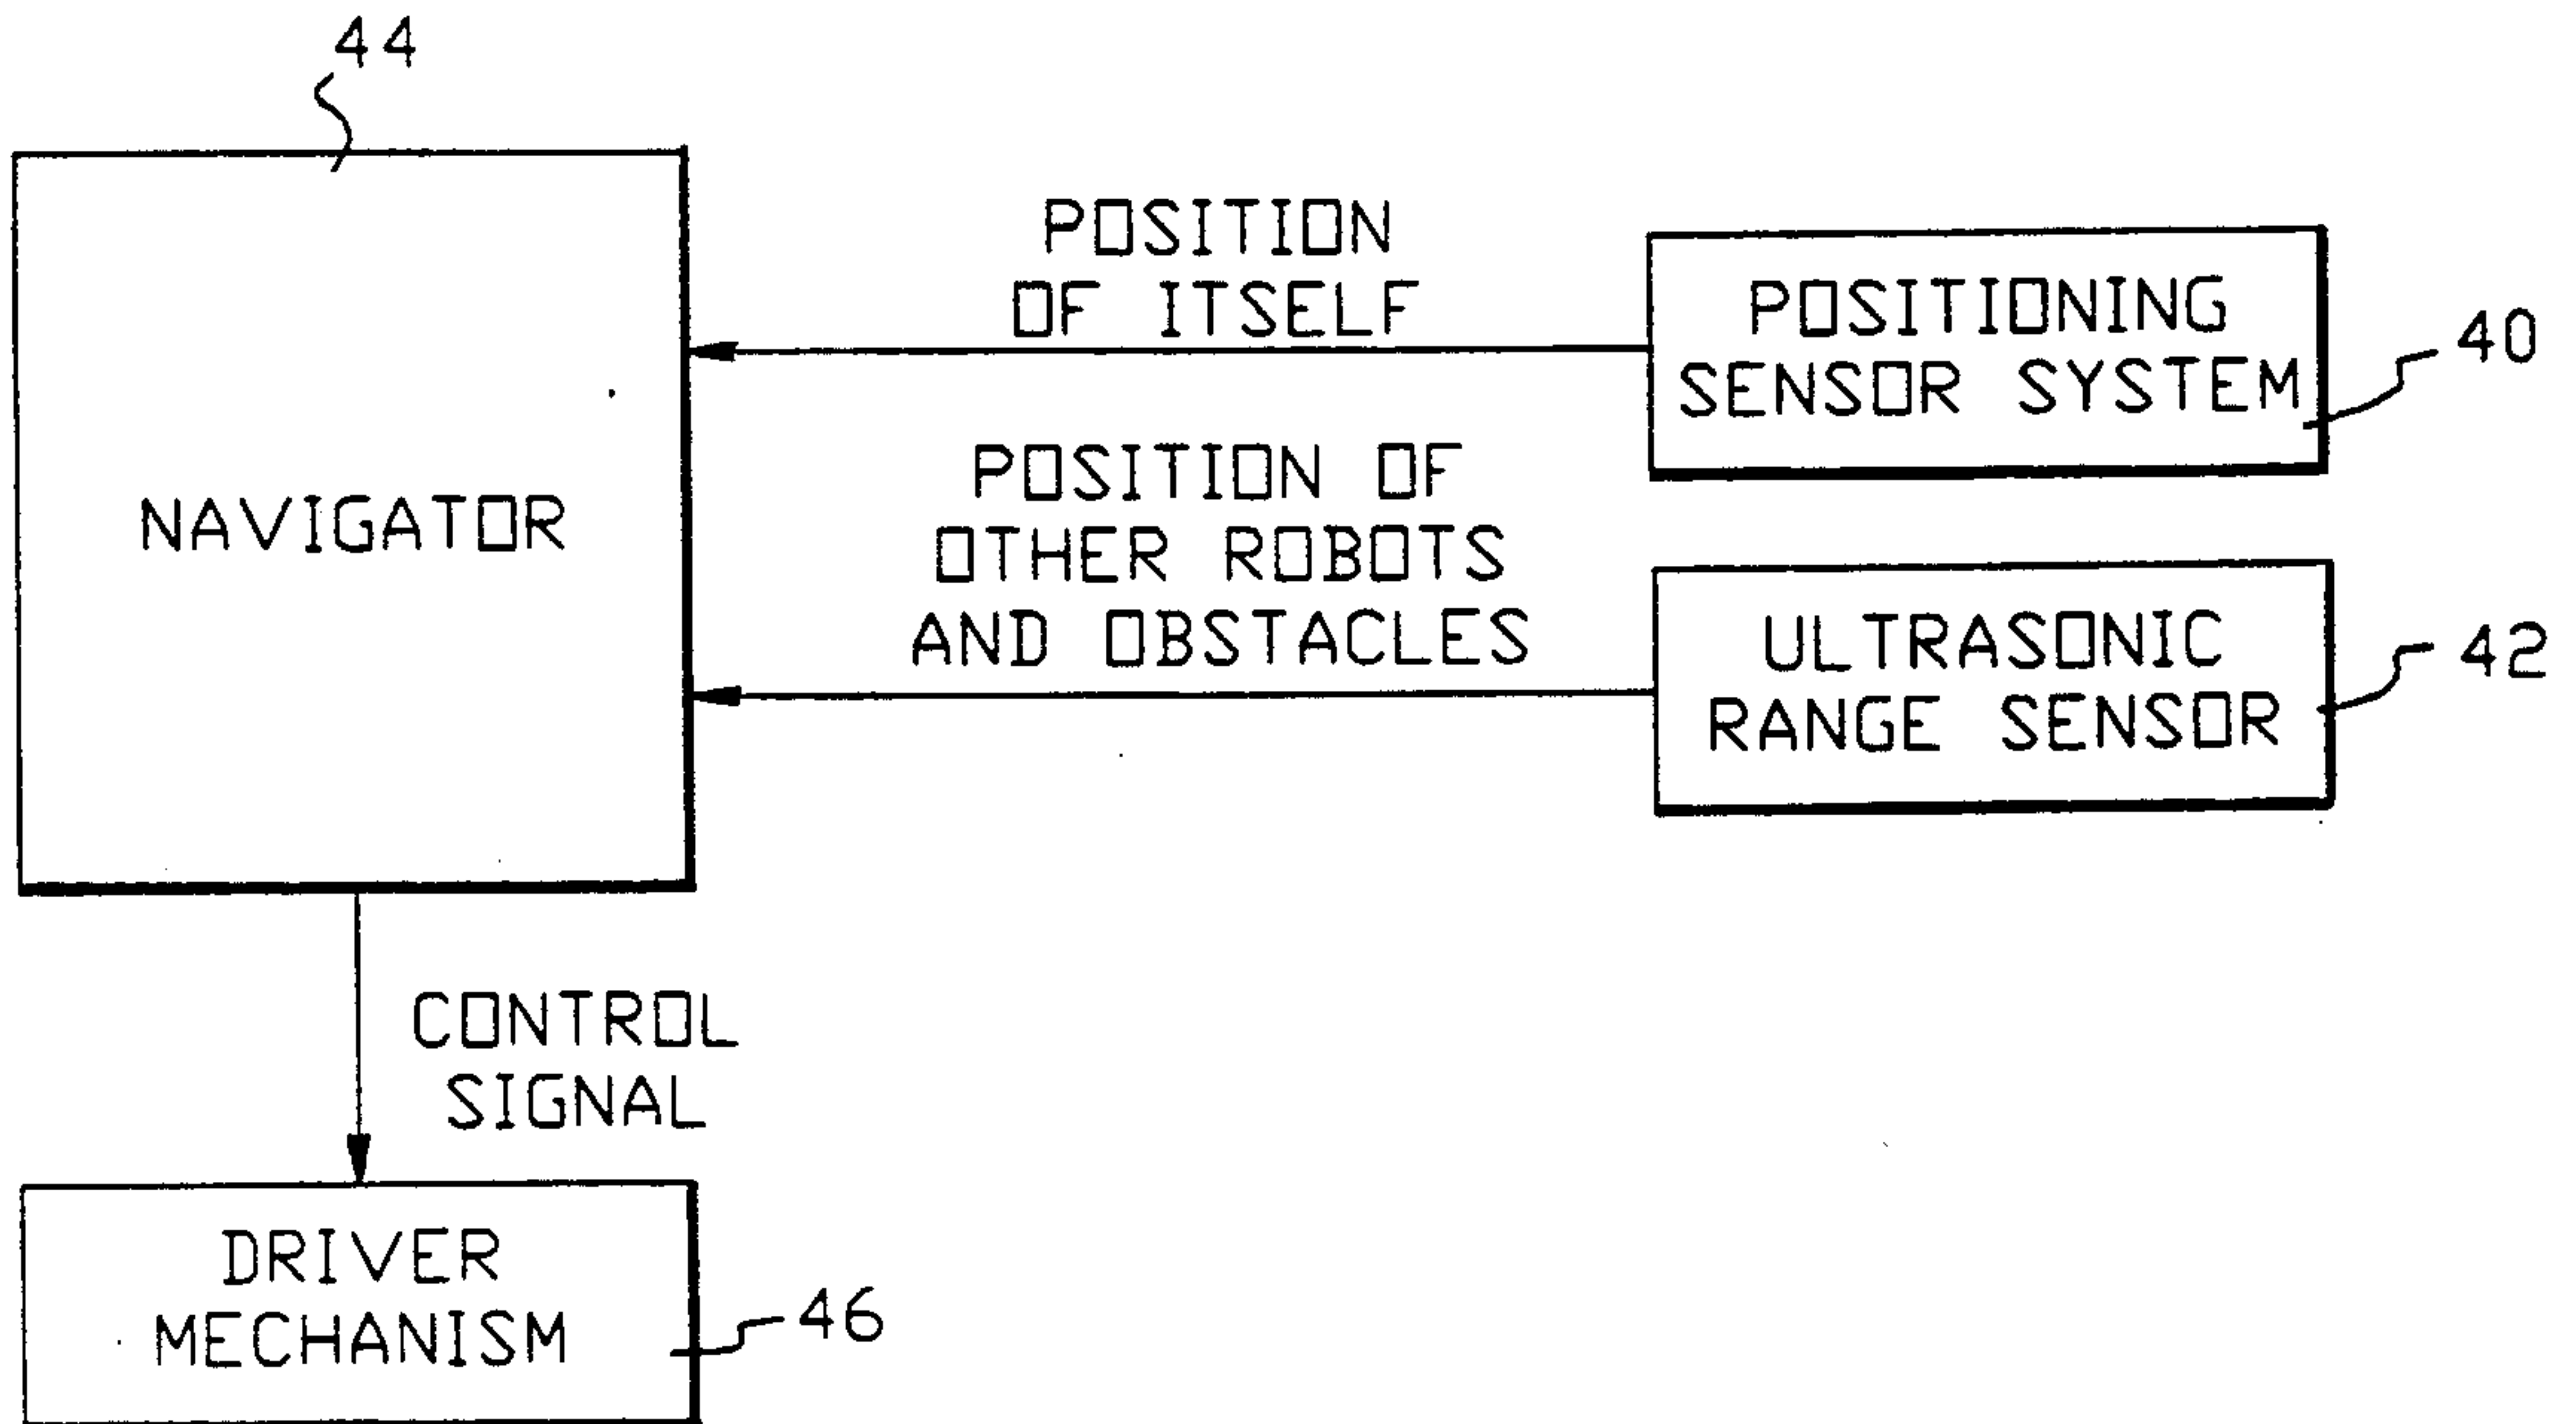 44
NAVIGATOR
POSITION
OF ITSELF
POSITIONING
SENSOR SYSTEM
40
POSITION OF
OTHER ROBOTS
AND OBSTACLES
ULTRASONIC
RANGE SENSOR
42
CONTROL
SIGNAL
DRIVER
MECHANISM
46